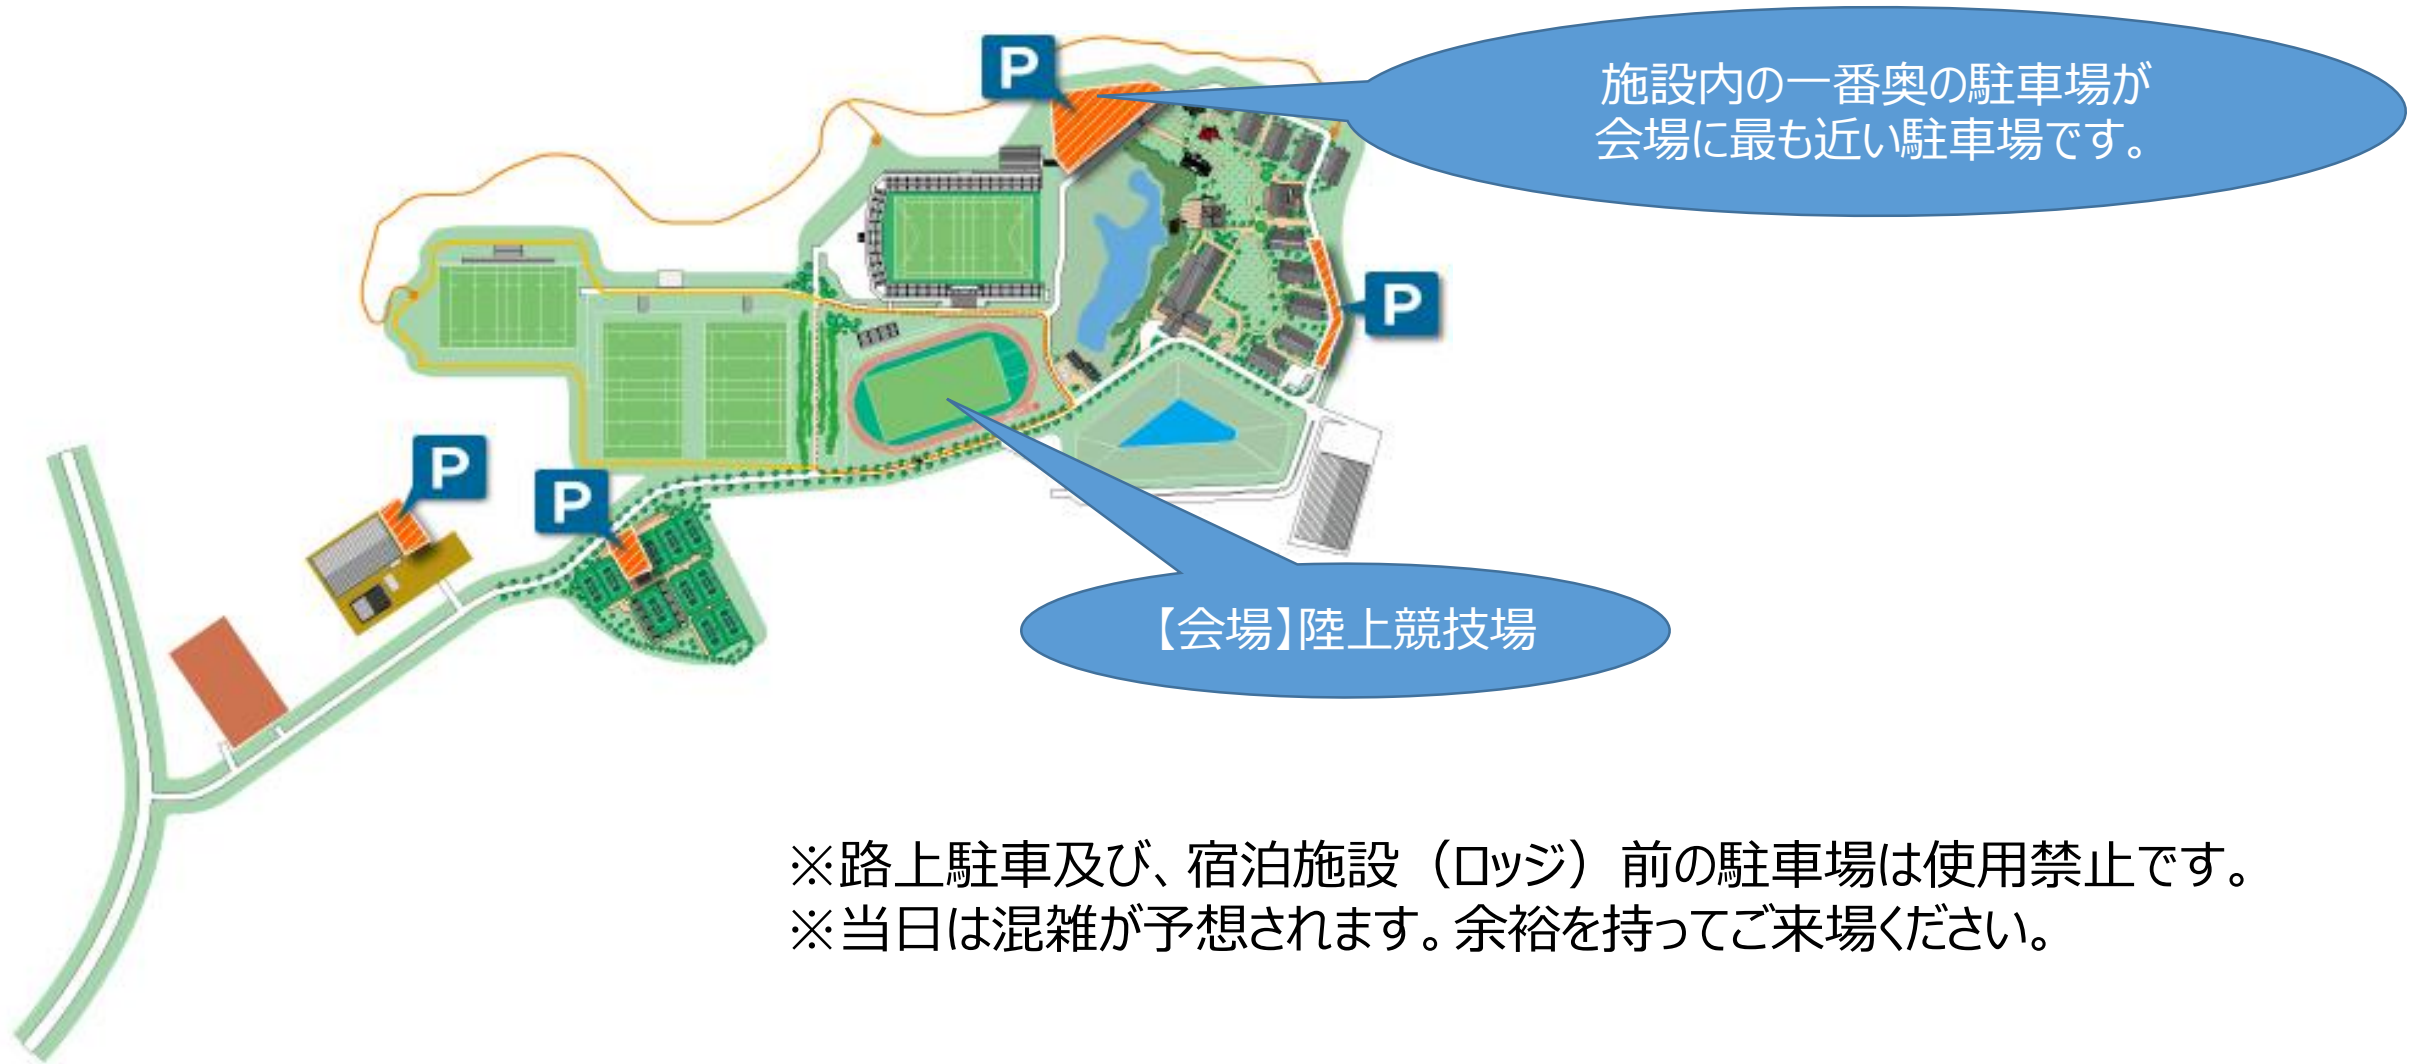 P
施設内の一番奥の駐車場が
会場に最も近い駐車場です。
P
P
P
【会場】陸上競技場
※路上駐車及び、宿泊施設（ロッジ）前の駐車場は使用禁止です。
※当日は混雑が予想されます。余裕を持ってご来場ください。